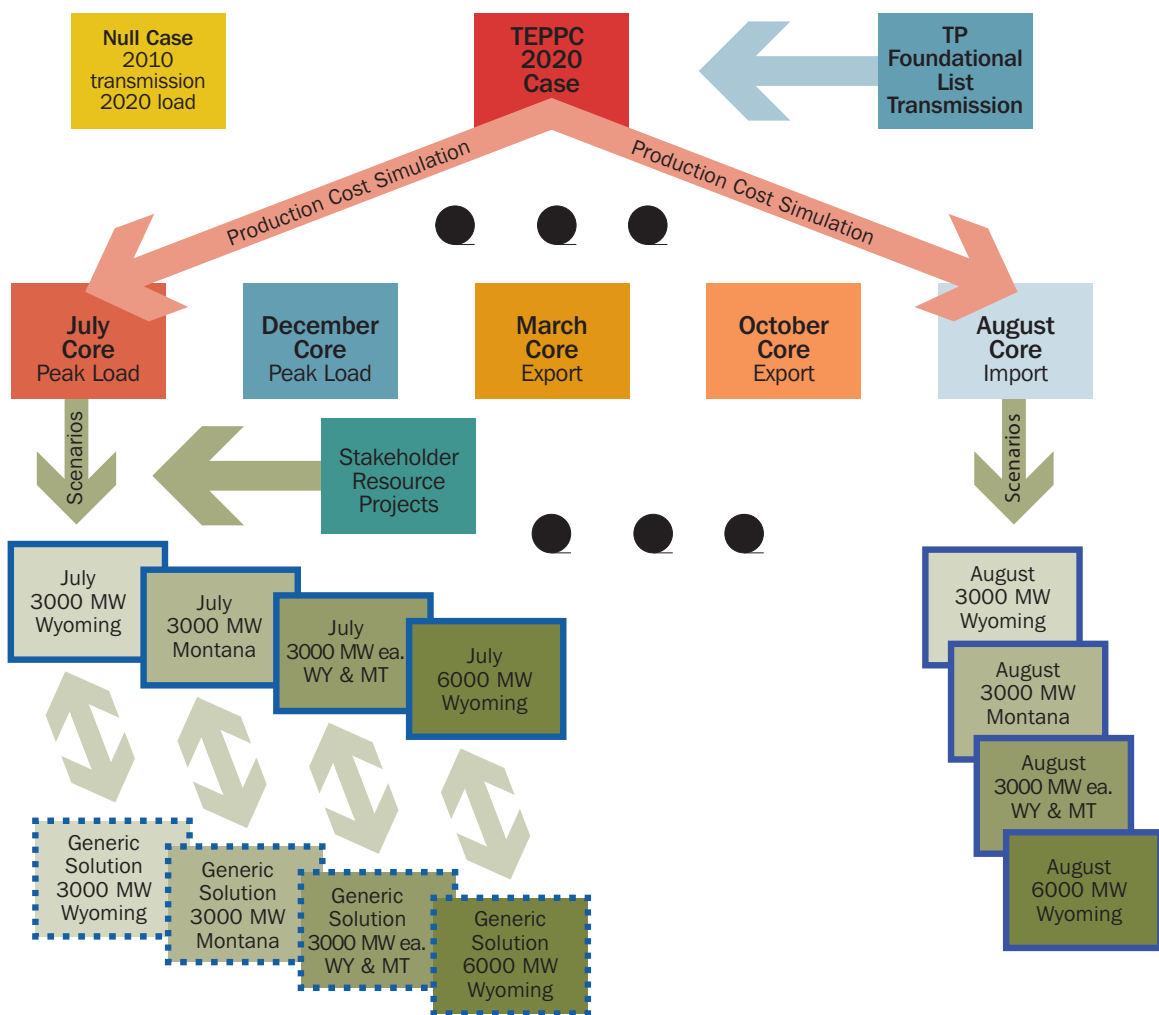 Null Case
2010
transmission
2020 load
TEPPC
2020
Case
TP
Foundational
List
Transmission
Production Cost Simulation
Production Cost Simulation
July
Core
Peak Load
December
Core
Peak Load
March
Core
Export
October
Core
Export
August
Core
Import
Scenarios
Stakeholder
Resource
Projects
Scenarios
July
3000 MW
Wyoming
July
3000 MW
Montana
July
3000 MW ea.
WY & MT
July
6000 MW
Wyoming
August
3000 MW
Wyoming
August
3000 MW
Montana
August
3000 MW ea.
WY & MT
August
6000 MW
Wyoming
Generic
Solution
3000 MW
Wyoming
Generic
Solution
3000 MW
Montana
Generic
Solution
3000 MW ea.
WY & MT
Generic
Solution
6000 MW
Wyoming